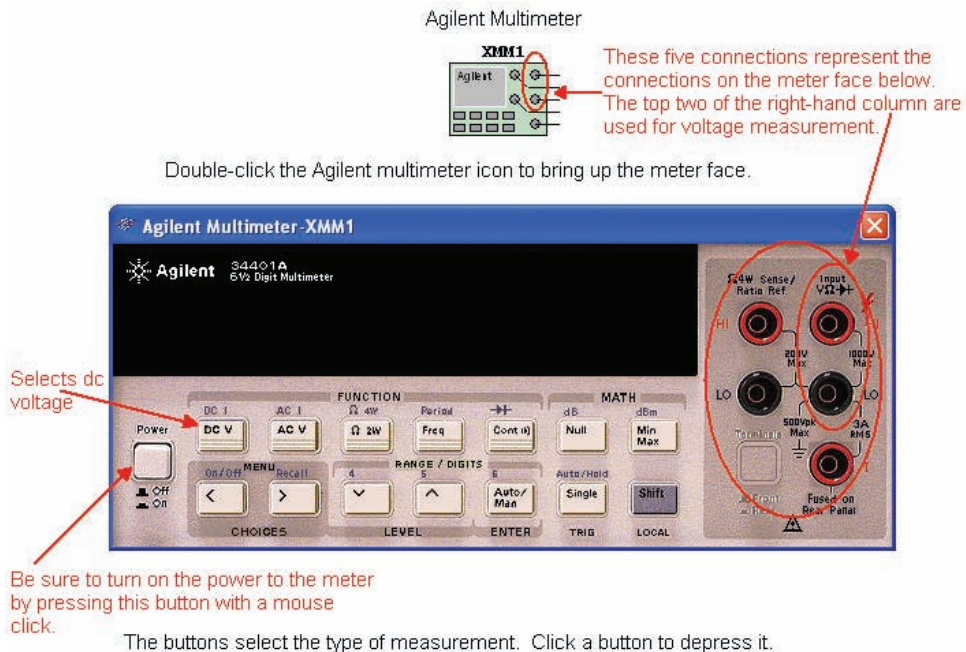 Agilent Multimeter
XMM1
Agilent
These five connections represent the
connections on the meter face below.
The top two of the right-hand column are
used for voltage measurement.
Double-click the Agilent multimeter icon to bring up the meter face.
Agilent Multimeter-XMM1
Agilent 34401A
6½ Digit Multimeter
Ω4W Sense/
Ratio Ref
Input
VΩ
HI
HI
200V
Max
1000V
Max
LO
LO
500Vpk
Max
3A
RMS
Terminals
I
Front
Fused on
Rear Panal
Selects dc
voltage
FUNCTION
MATH
DC I AC I Ω 4W Period dB dBm
Power
DC V AC V Ω 2W Freq Cont Null Min
Max
On/Off MENU Recall RANGE / DIGITS Auto/Hold
4 5 6
< > Auto/
Man Single Shift
Off
On
CHOICES LEVEL ENTER TRIG LOCAL
Be sure to turn on the power to the meter
by pressing this button with a mouse
click.
The buttons select the type of measurement. Click a button to depress it.